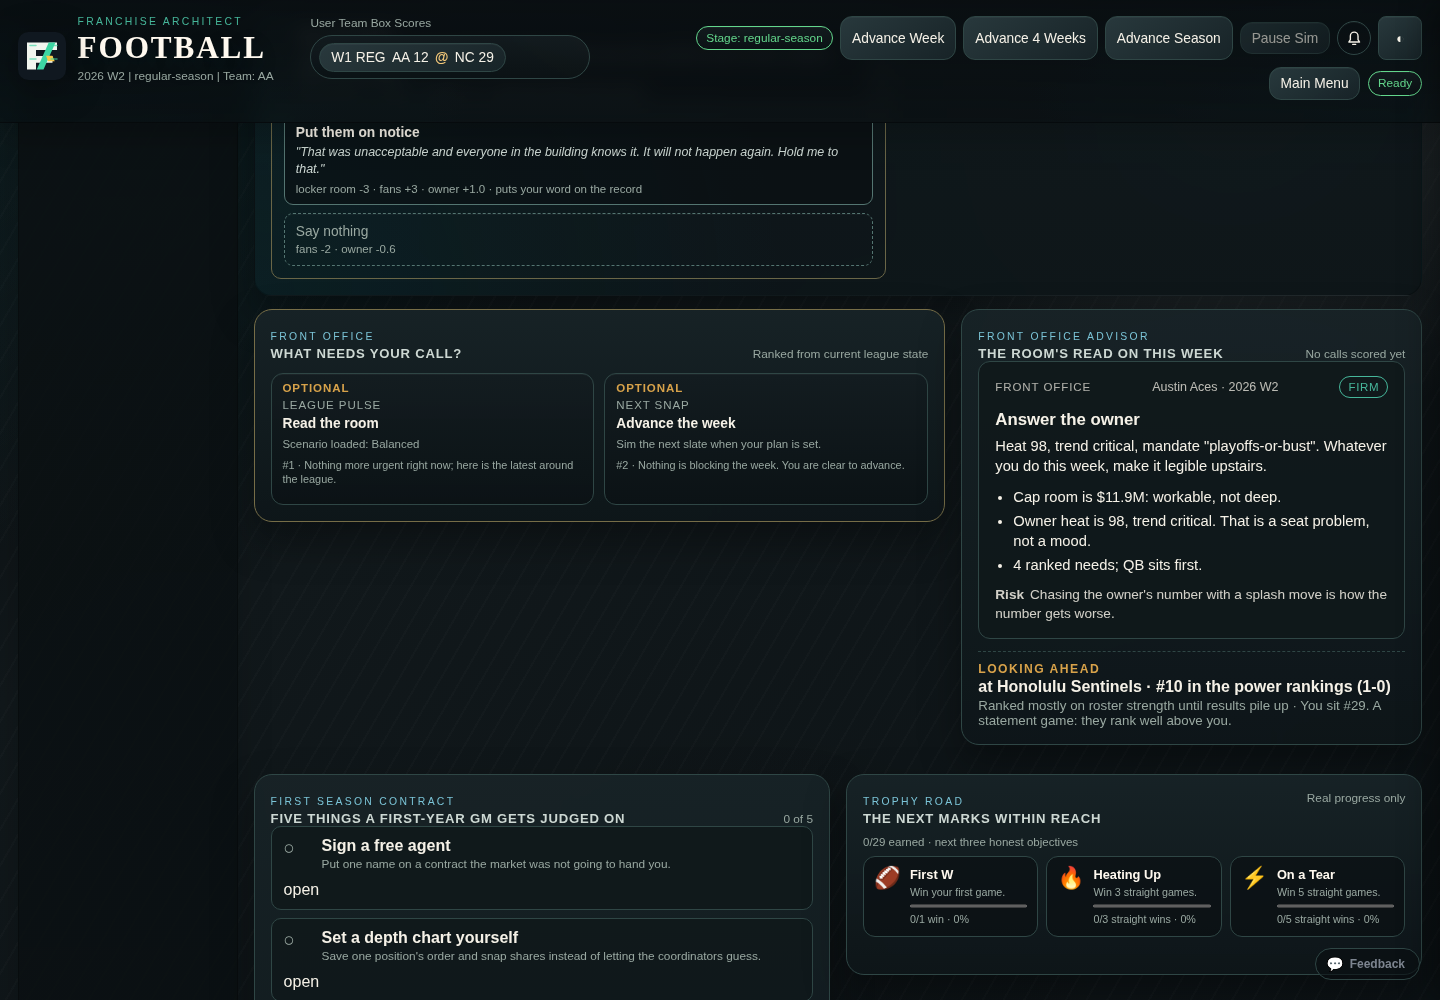 FRANCHISE ARCHITECT
FOOTBALL
2026 W2 | regular-season | Team: AA
User Team Box Scores
W1 REG AA 12 @ NC 29
Stage: regular-season
Advance Week
Advance 4 Weeks
Advance Season
Pause Sim
Main Menu
Ready
Put them on notice
"That was unacceptable and everyone in the building knows it. It will not happen again. Hold me to
that."
locker room -3 · fans +3 · owner +1.0 · puts your word on the record
Say nothing
fans -2 · owner -0.6
FRONT OFFICE
WHAT NEEDS YOUR CALL?
Ranked from current league state
OPTIONAL
LEAGUE PULSE
Read the room
Scenario loaded: Balanced
#1 · Nothing more urgent right now; here is the latest around
the league.
OPTIONAL
NEXT SNAP
Advance the week
Sim the next slate when your plan is set.
#2 · Nothing is blocking the week. You are clear to advance.
FRONT OFFICE ADVISOR
THE ROOM'S READ ON THIS WEEK
No calls scored yet
FRONT OFFICE
Austin Aces · 2026 W2
FIRM
Answer the owner
Heat 98, trend critical, mandate "playoffs-or-bust". Whatever
you do this week, make it legible upstairs.
• Cap room is $11.9M: workable, not deep.
• Owner heat is 98, trend critical. That is a seat problem,
not a mood.
• 4 ranked needs; QB sits first.
Risk Chasing the owner's number with a splash move is how the
number gets worse.
LOOKING AHEAD
at Honolulu Sentinels · #10 in the power rankings (1-0)
Ranked mostly on roster strength until results pile up · You sit #29. A
statement game: they rank well above you.
FIRST SEASON CONTRACT
FIVE THINGS A FIRST-YEAR GM GETS JUDGED ON
0 of 5
Sign a free agent
Put one name on a contract the market was not going to hand you.
open
Set a depth chart yourself
Save one position's order and snap shares instead of letting the coordinators guess.
open
TROPHY ROAD
THE NEXT MARKS WITHIN REACH
Real progress only
0/29 earned · next three honest objectives
First W
Win your first game.
0/1 win · 0%
Heating Up
Win 3 straight games.
0/3 straight wins · 0%
On a Tear
Win 5 straight games.
0/5 straight wins · 0%
Feedback